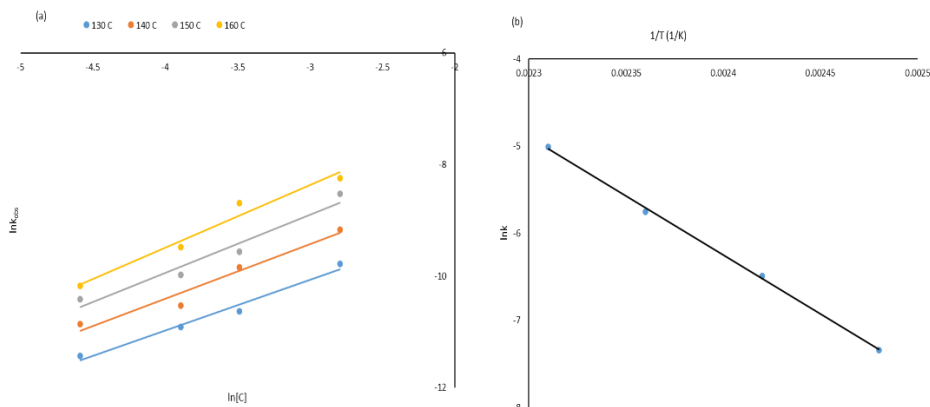 (a)
130 C 140 C 150 C 160 C
-6
-5 -4.5 -4 -3.5 -3 -2.5 -2
-8
-10
-12
lnk_obs
ln[C]
(b)
1/T (1/K)
-4
0.0023 0.00235 0.0024 0.00245 0.0025
-5
-6
-7
-8
lnk